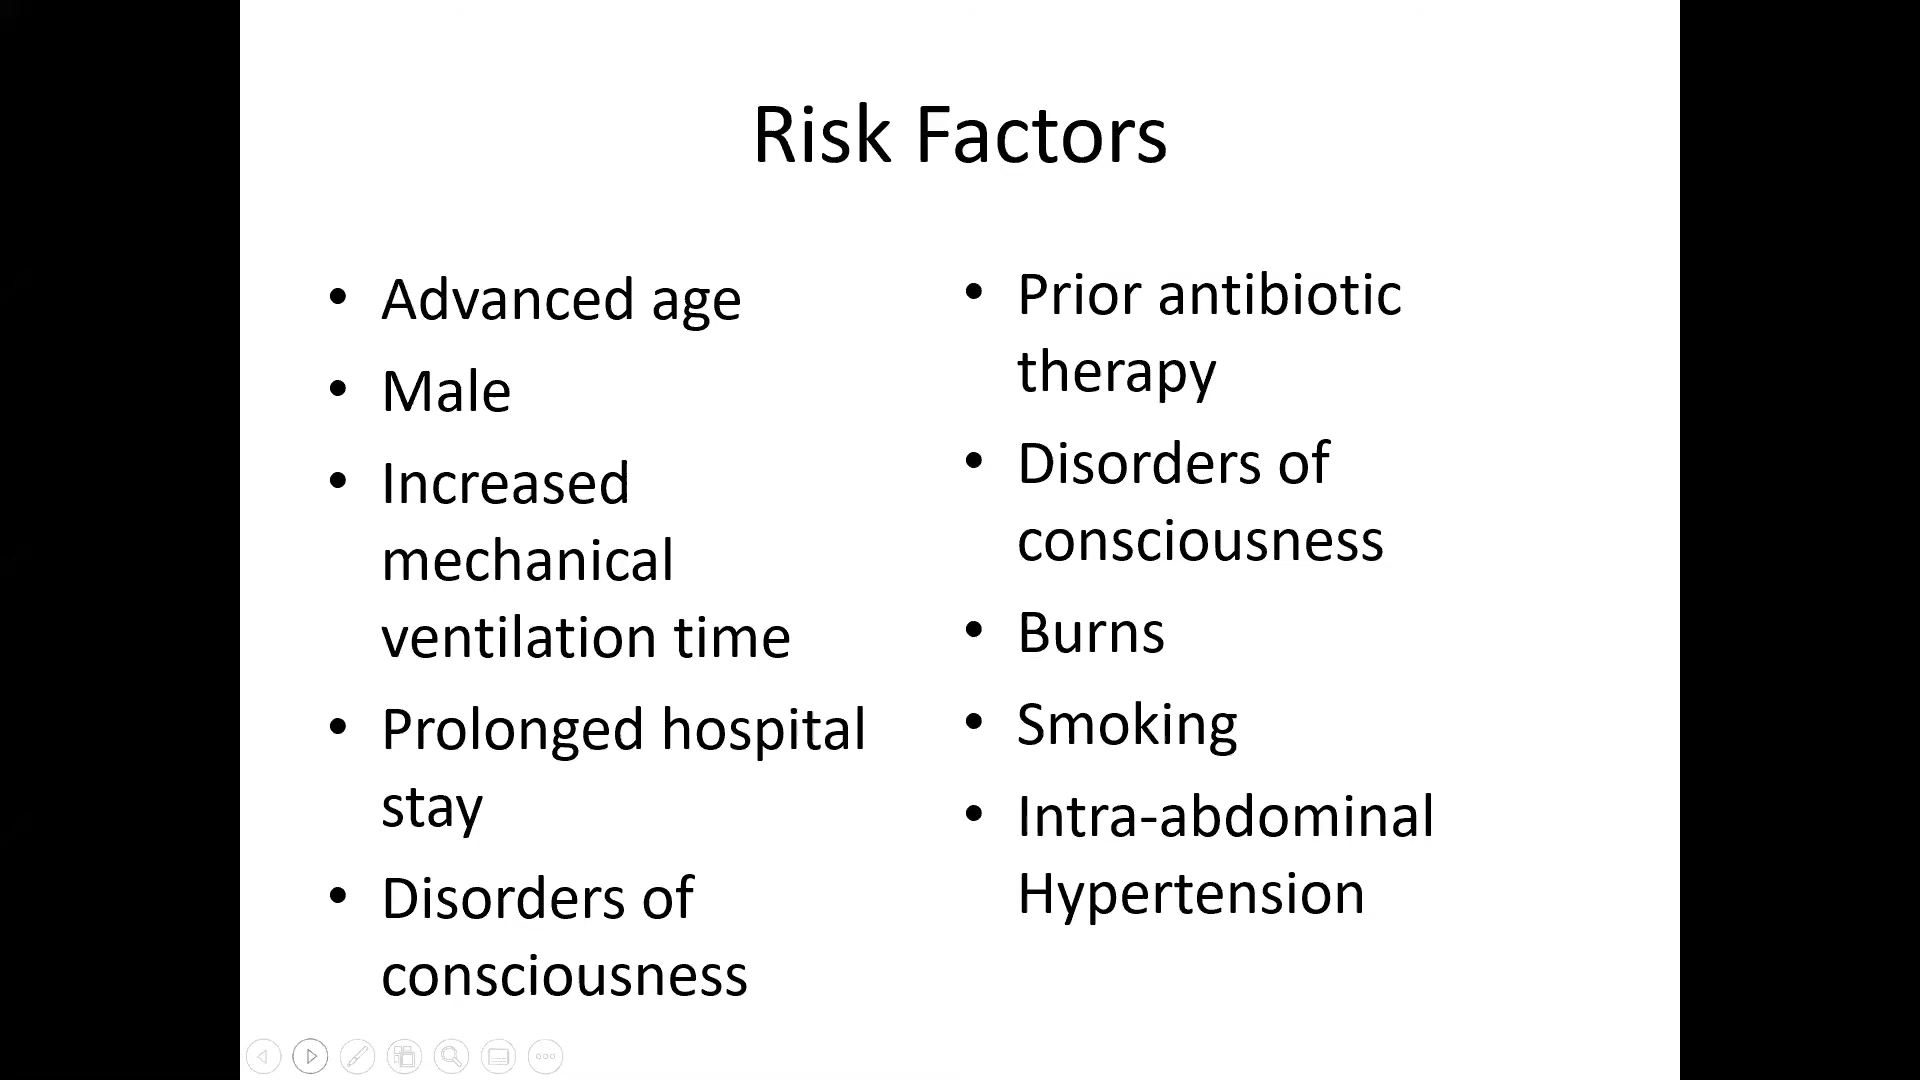 Risk Factors
• Advanced age
• Male
• Increased
mechanical
ventilation time
• Prolonged hospital
stay
• Disorders of
consciousness
• Prior antibiotic
therapy
• Disorders of
consciousness
• Burns
• Smoking
• Intra-abdominal
Hypertension